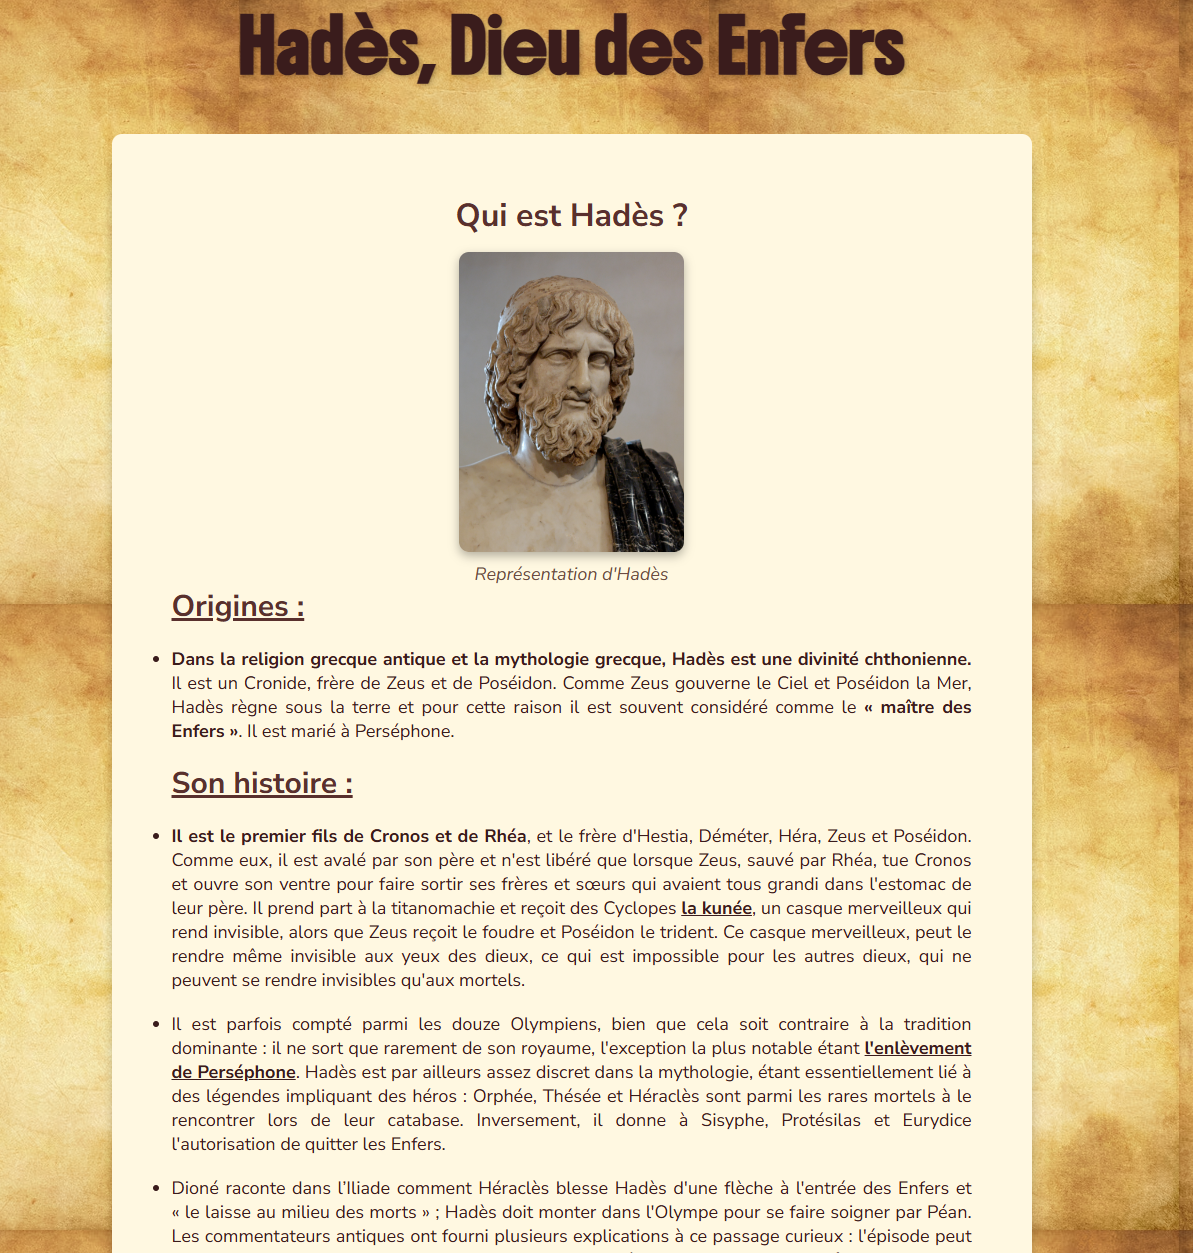 Hadès, Dieu des Enfers
Qui est Hadès ?
Représentation d'Hadès
Origines :
• Dans la religion grecque antique et la mythologie grecque, Hadès est une divinité chthonienne.
Il est un Cronide, frère de Zeus et de Poséidon. Comme Zeus gouverne le Ciel et Poséidon la Mer,
Hadès règne sous la terre et pour cette raison il est souvent considéré comme le « maître des
Enfers ». Il est marié à Perséphone.
Son histoire :
• Il est le premier fils de Cronos et de Rhéa, et le frère d'Hestia, Déméter, Héra, Zeus et Poséidon.
Comme eux, il est avalé par son père et n'est libéré que lorsque Zeus, sauvé par Rhéa, tue Cronos
et ouvre son ventre pour faire sortir ses frères et sœurs qui avaient tous grandi dans l'estomac de
leur père. Il prend part à la titanomachie et reçoit des Cyclopes la kunée, un casque merveilleux qui
rend invisible, alors que Zeus reçoit le foudre et Poséidon le trident. Ce casque merveilleux, peut le
rendre même invisible aux yeux des dieux, ce qui est impossible pour les autres dieux, qui ne
peuvent se rendre invisibles qu'aux mortels.
• Il est parfois compté parmi les douze Olympiens, bien que cela soit contraire à la tradition
dominante : il ne sort que rarement de son royaume, l'exception la plus notable étant l'enlèvement
de Perséphone. Hadès est par ailleurs assez discret dans la mythologie, étant essentiellement lié à
des légendes impliquant des héros : Orphée, Thésée et Héraclès sont parmi les rares mortels à le
rencontrer lors de leur catabase. Inversement, il donne à Sisyphe, Protésilas et Eurydice
l'autorisation de quitter les Enfers.
• Dioné raconte dans l’Iliade comment Héraclès blesse Hadès d'une flèche à l'entrée des Enfers et
« le laisse au milieu des morts » ; Hadès doit monter dans l'Olympe pour se faire soigner par Péan.
Les commentateurs antiques ont fourni plusieurs explications à ce passage curieux : l'épisode peut